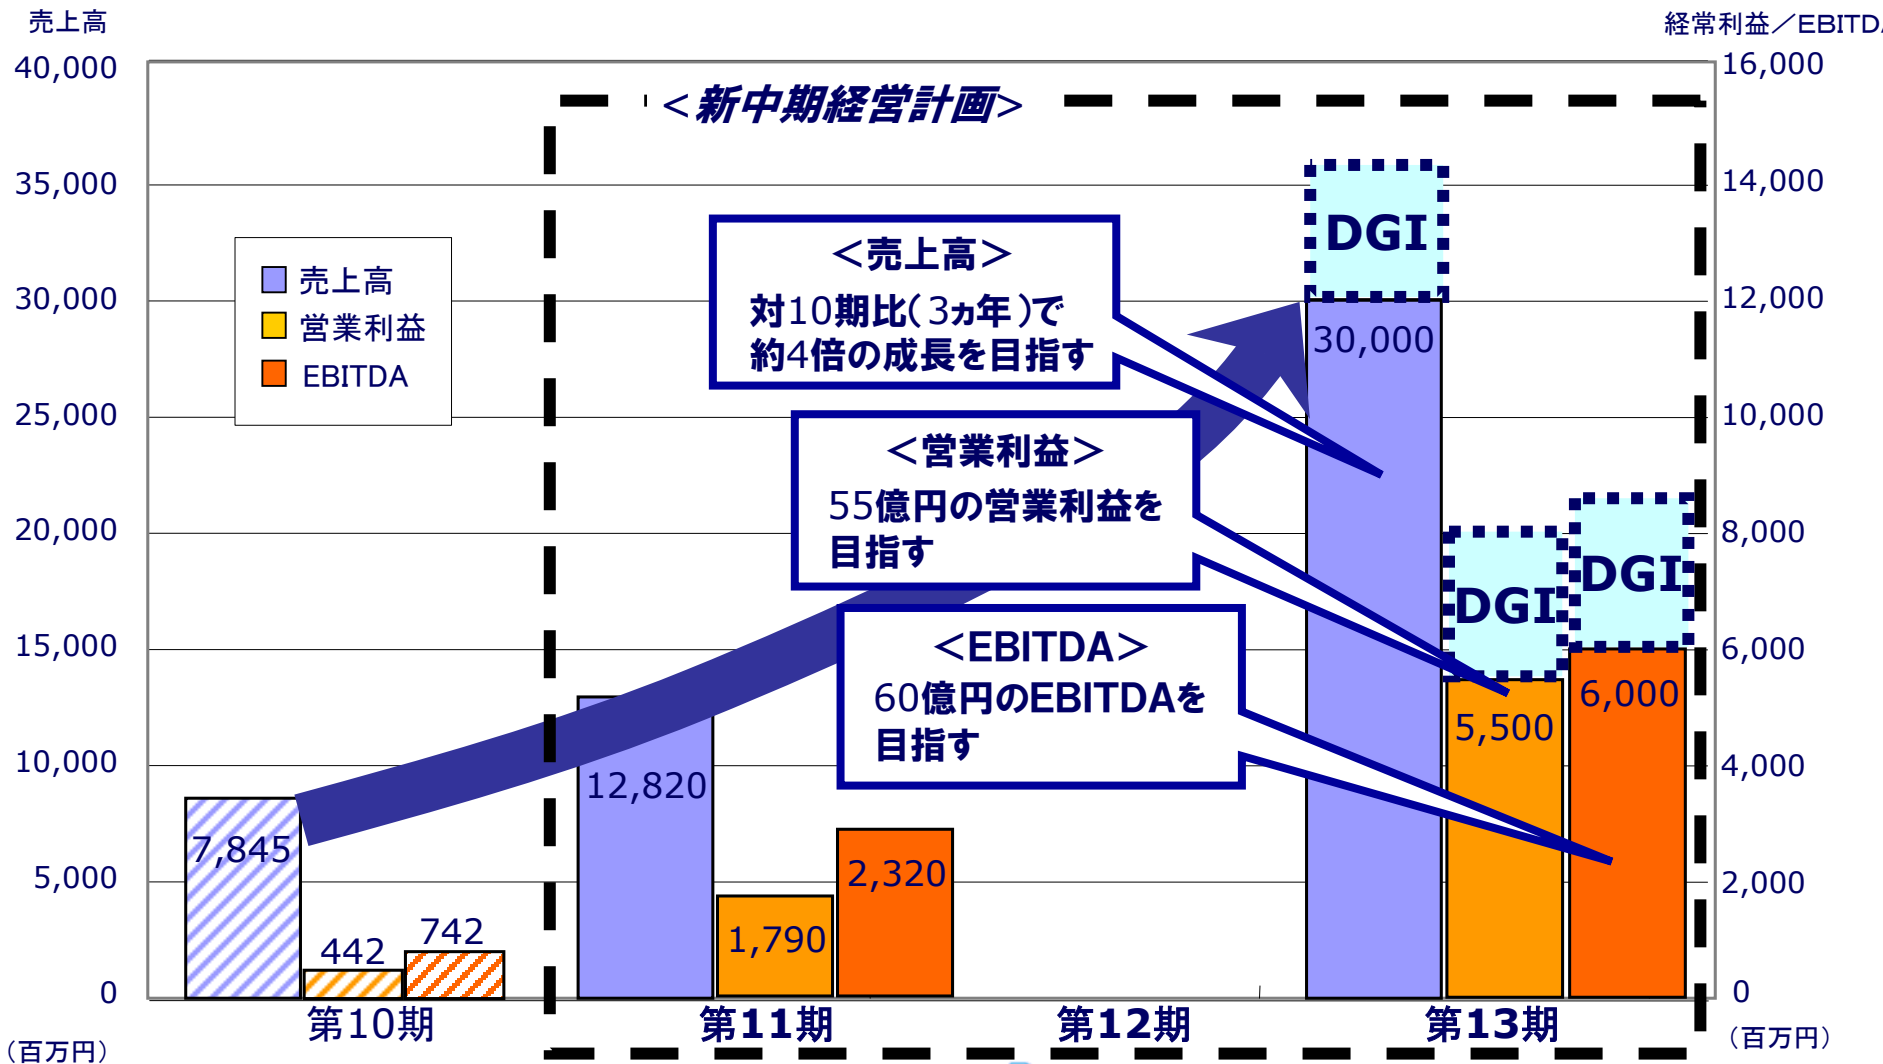 売上高
経常利益／EBITDA
40,000
35,000
30,000
25,000
20,000
15,000
10,000
5,000
0
（百万円）
16,000
14,000
12,000
10,000
8,000
6,000
4,000
2,000
0
（百万円）
＜新中期経営計画＞
売上高
営業利益
EBITDA
＜売上高＞
対10期比（3ヵ年）で
約4倍の成長を目指す
＜営業利益＞
55億円の営業利益を
目指す
＜EBITDA＞
60億円のEBITDAを
目指す
DGI
DGI
DGI
7,845
442
742
12,820
1,790
2,320
30,000
5,500
6,000
第10期
第11期
第12期
第13期